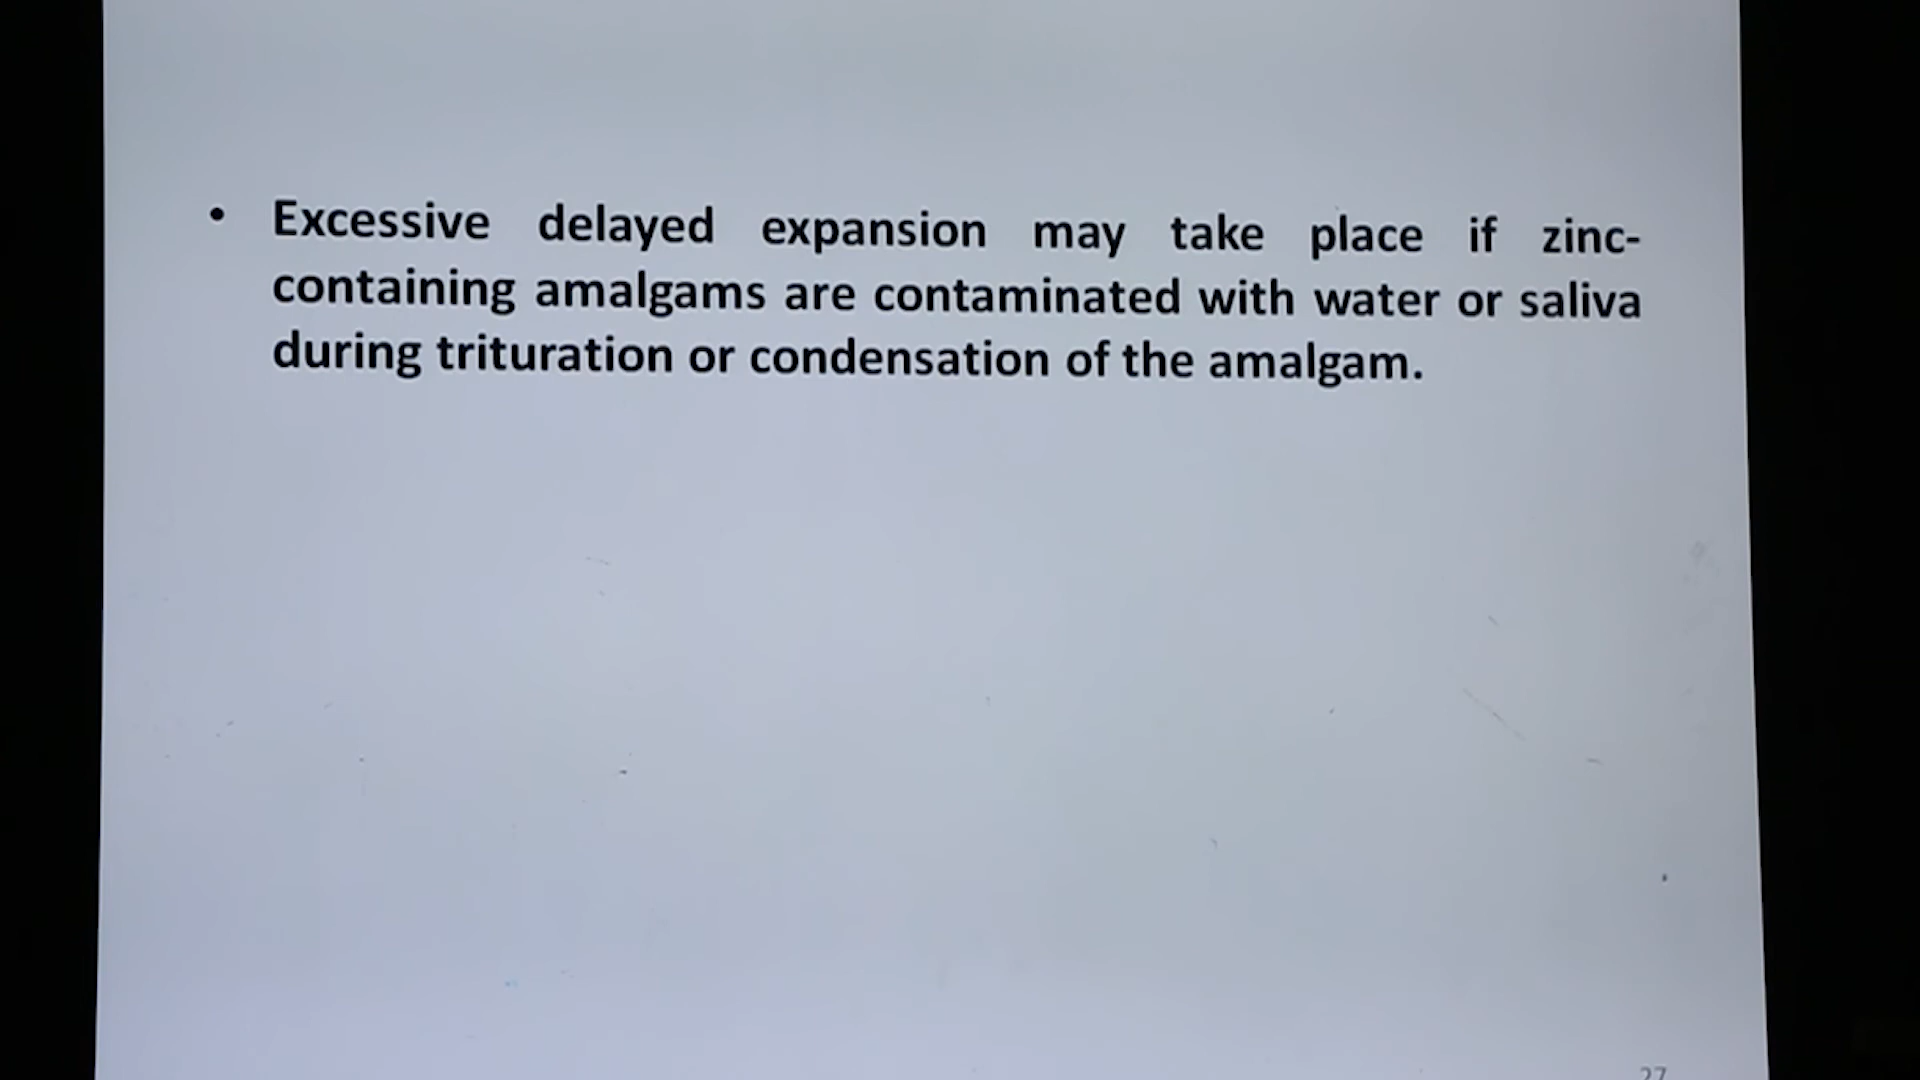 • Excessive delayed expansion may take place if zinc-
containing amalgams are contaminated with water or saliva
during trituration or condensation of the amalgam.
27